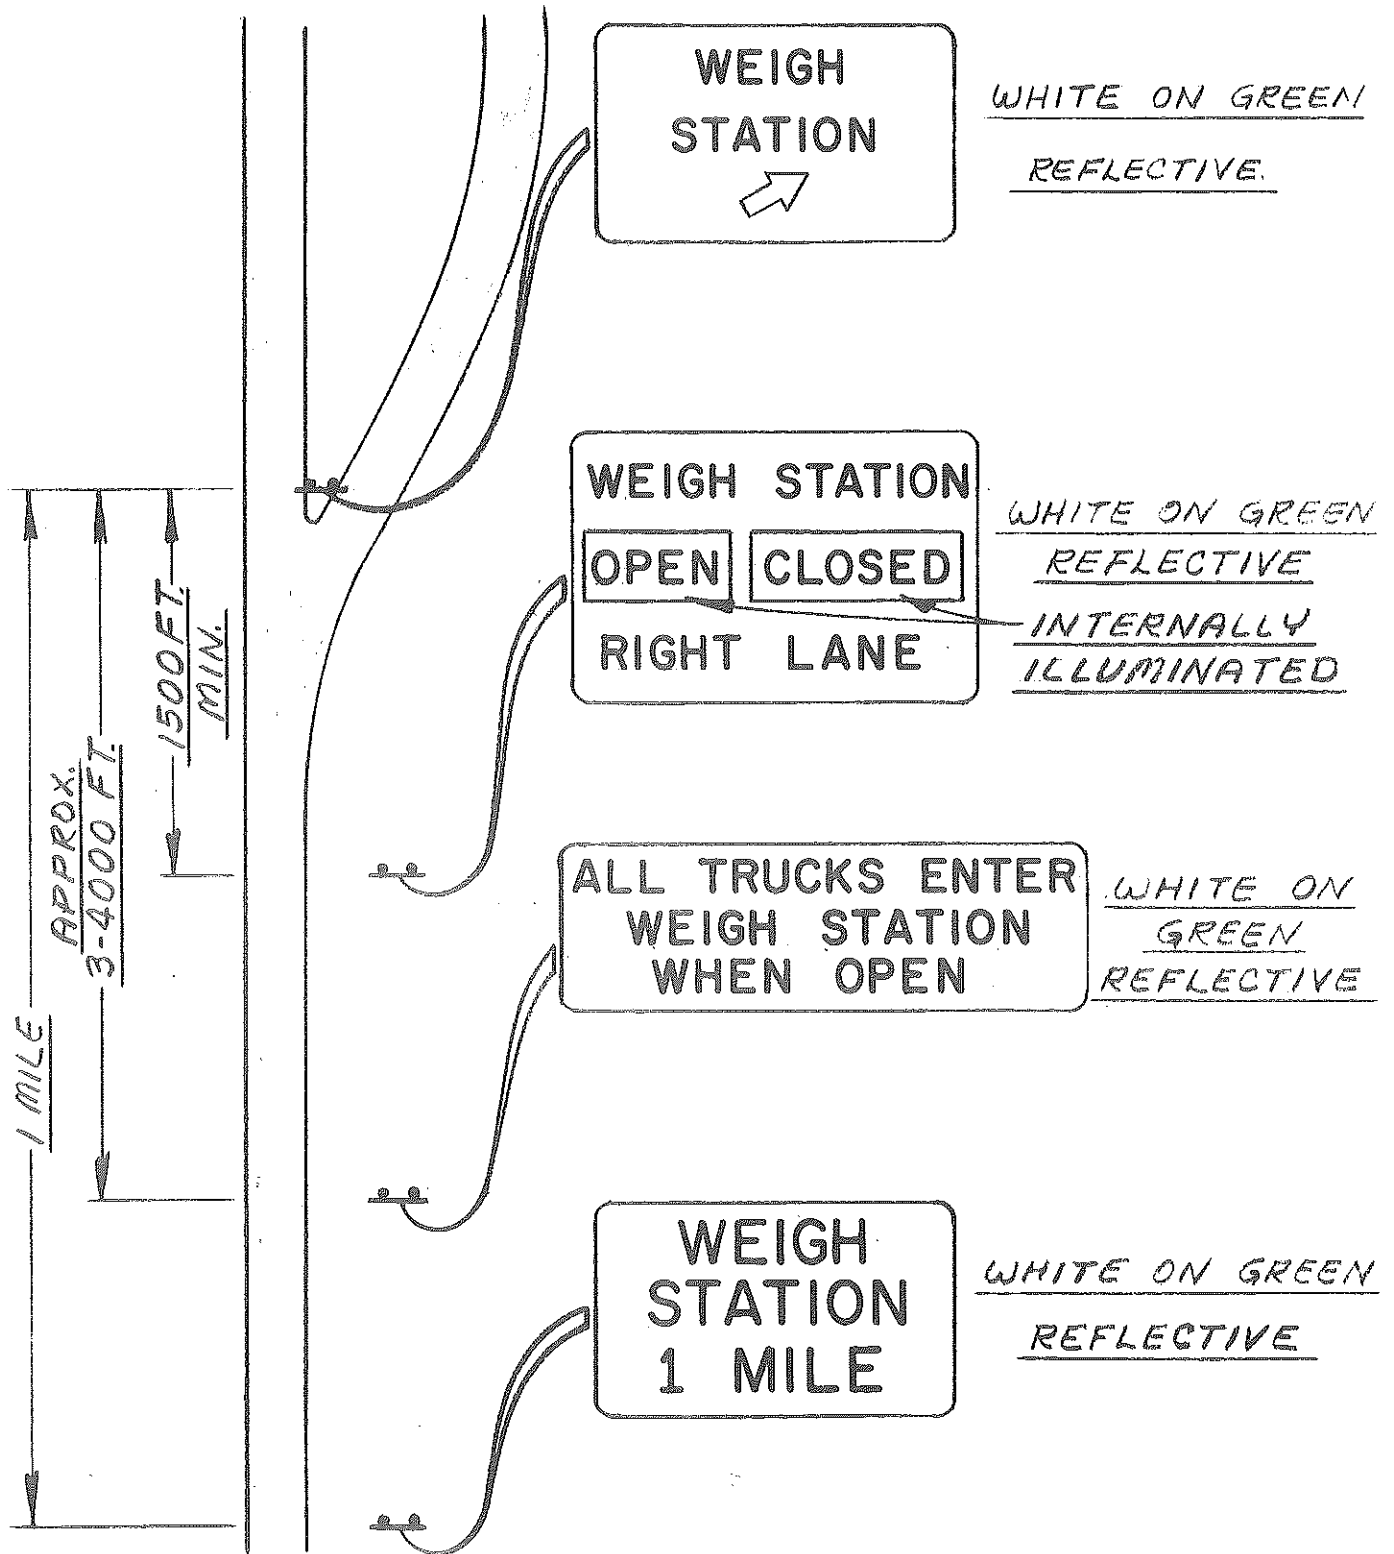 WEIGH
STATION
WHITE ON GREEN
REFLECTIVE.
WEIGH STATION
OPEN CLOSED
RIGHT LANE
WHITE ON GREEN
REFLECTIVE
INTERNALLY
ILLUMINATED
1500 FT.
MIN.
APPROX.
3-4000 FT.
1 MILE
ALL TRUCKS ENTER
WEIGH STATION
WHEN OPEN
WHITE ON
GREEN
REFLECTIVE
WEIGH
STATION
1 MILE
WHITE ON GREEN
REFLECTIVE